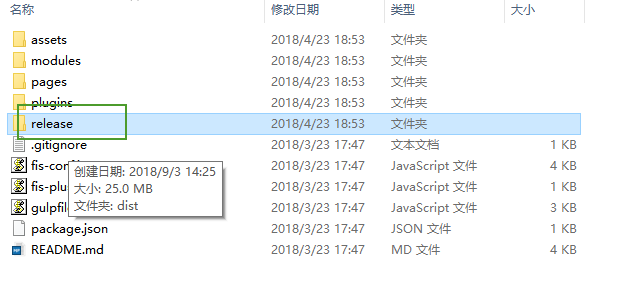 名称 修改日期 类型 大小
assets 2018/4/23 18:53 文件夹
modules 2018/4/23 18:53 文件夹
pages 2018/4/23 18:53 文件夹
plugins 2018/4/23 18:53 文件夹
release 2018/4/23 18:53 文件夹
.gitignore 2018/3/23 17:47 文本文档 1 KB
fis-conf 2018/3/23 17:47 JavaScript 文件 4 KB
创建日期: 2018/9/3 14:25
fis-plu 2018/3/23 17:47 JavaScript 文件 1 KB
大小: 25.0 MB
gulpfil 2018/3/23 17:47 JavaScript 文件 3 KB
文件夹: dist
package.json 2018/3/23 17:47 JSON 文件 1 KB
README.md 2018/3/23 17:47 MD 文件 4 KB